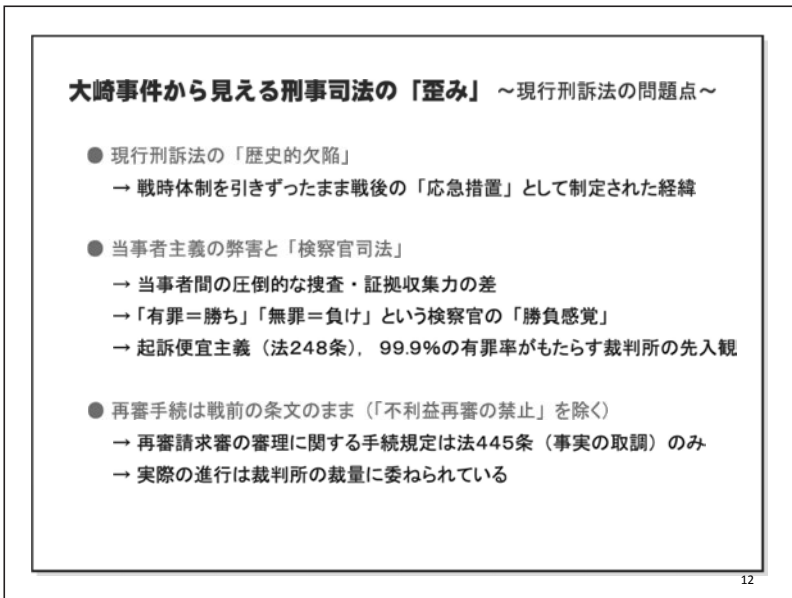 大崎事件から見える刑事司法の「歪み」 ～現行刑訴法の問題点～
● 現行刑訴法の「歴史的欠陥」
→ 戦時体制を引きずったまま戦後の「応急措置」として制定された経緯
● 当事者主義の弊害と「検察官司法」
→ 当事者間の圧倒的な捜査・証拠収集力の差
→「有罪＝勝ち」「無罪＝負け」という検察官の「勝負感覚」
→ 起訴便宜主義（法248条），99.9%の有罪率がもたらす裁判所の先入観
● 再審手続は戦前の条文のまま（「不利益再審の禁止」を除く）
→ 再審請求審の審理に関する手続規定は法445条（事実の取調）のみ
→ 実際の進行は裁判所の裁量に委ねられている
12